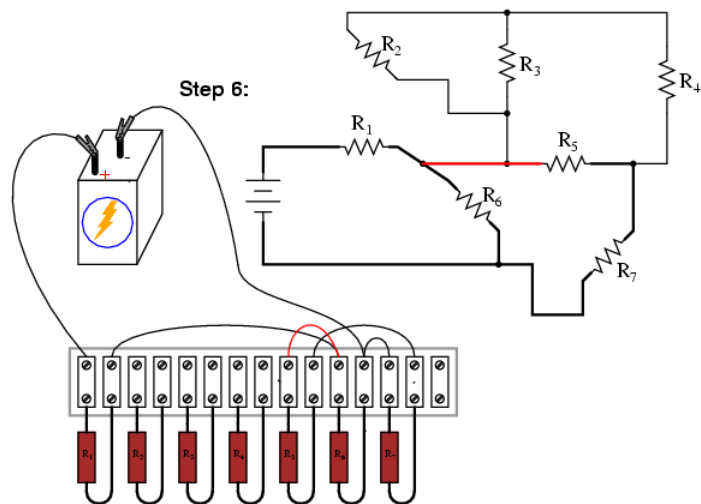 R2
R3
R4
Step 6:
R1
R5
R6
R7
+
-
R1 R2 R3 R4 R5 R6 R7